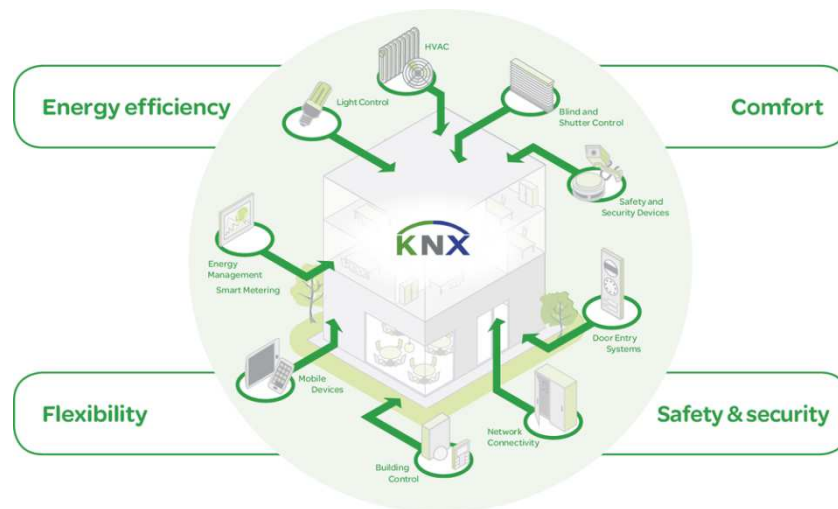 HVAC
Energy efficiency
Light Control
Blind and
Shutter Control
Comfort
Safety and
Security Devices
KNX
Energy
Management
Smart Metering
Door Entry
Systems
Mobile
Devices
Flexibility
Network
Connectivity
Safety & security
Building
Control